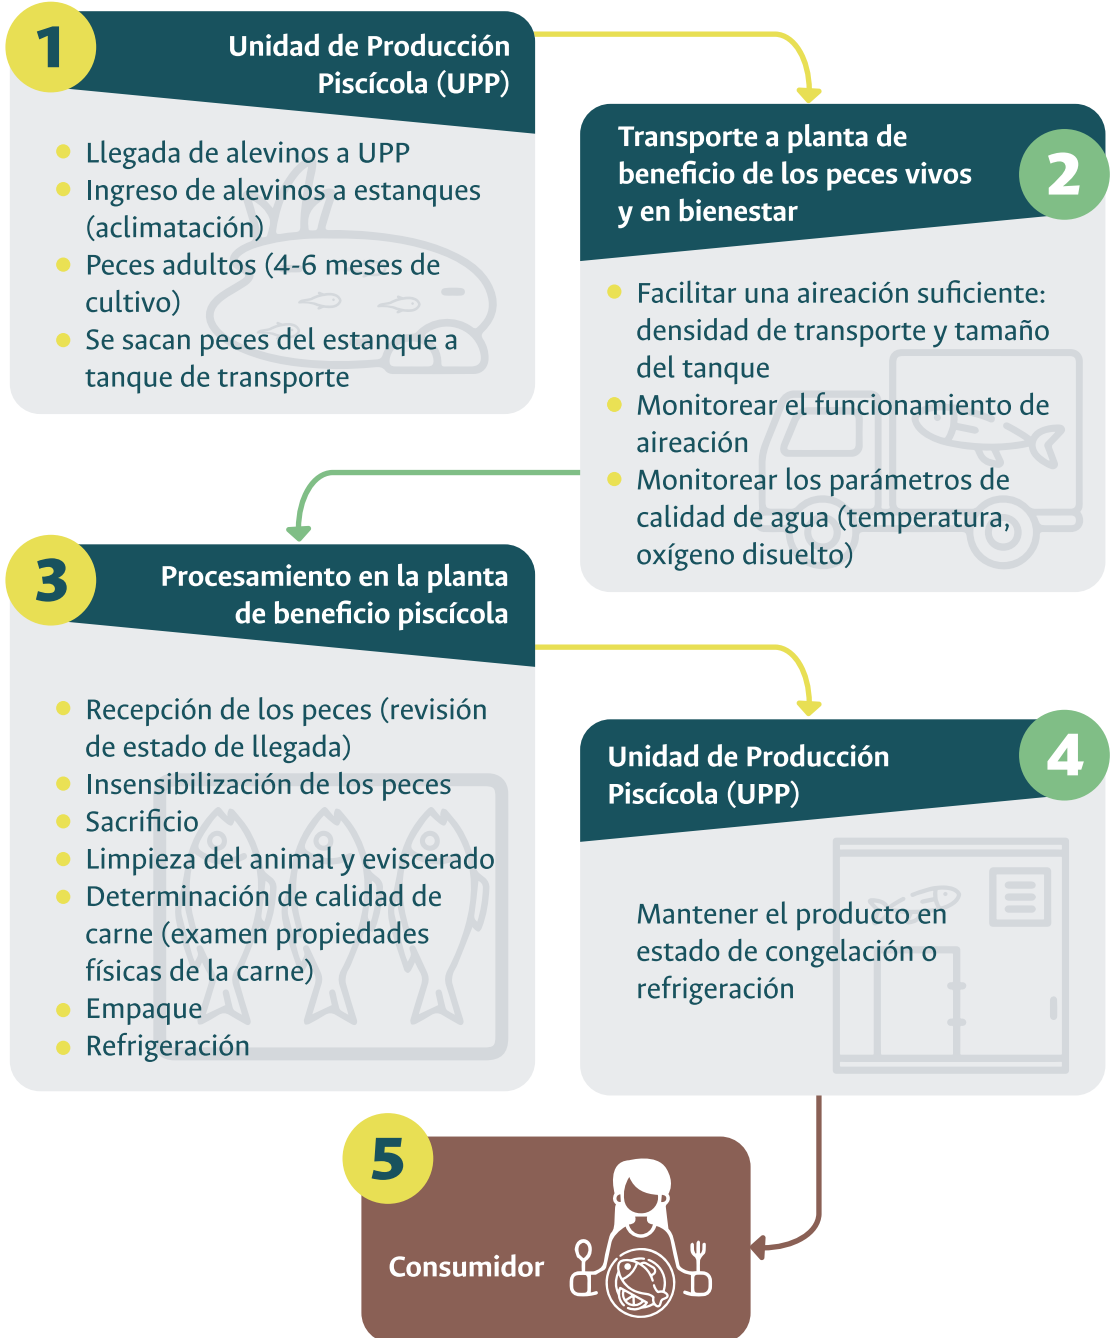 1
Unidad de Producción
Piscícola (UPP)
• Llegada de alevinos a UPP
• Ingreso de alevinos a estanques
(aclimatación)
• Peces adultos (4-6 meses de
cultivo)
• Se sacan peces del estanque a
tanque de transporte
2
Transporte a planta de
beneficio de los peces vivos
y en bienestar
• Facilitar una aireación suficiente:
densidad de transporte y tamaño
del tanque
• Monitorear el funcionamiento de
aireación
• Monitorear los parámetros de
calidad de agua (temperatura,
oxígeno disuelto)
3
Procesamiento en la planta
de beneficio piscícola
• Recepción de los peces (revisión
de estado de llegada)
• Insensibilización de los peces
• Sacrificio
• Limpieza del animal y eviscerado
• Determinación de calidad de
carne (examen propiedades
físicas de la carne)
• Empaque
• Refrigeración
4
Unidad de Producción
Piscícola (UPP)
Mantener el producto en
estado de congelación o
refrigeración
5
Consumidor